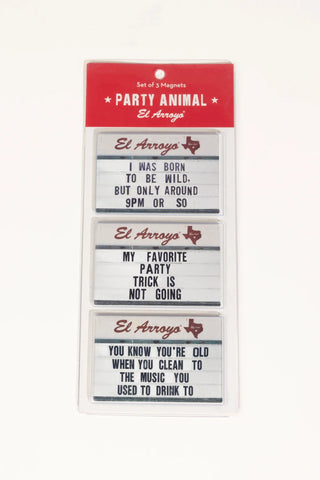 Set of 3 Magnets
★ PARTY ANIMAL ★
El Arroyo
El Arroyo
I WAS BORN
TO BE WILD.
BUT ONLY AROUND
9PM OR SO
El Arroyo
MY FAVORITE
PARTY
TRICK IS
NOT GOING
El Arroyo
YOU KNOW YOU'RE OLD
WHEN YOU CLEAN TO
THE MUSIC YOU
USED TO DRINK TO